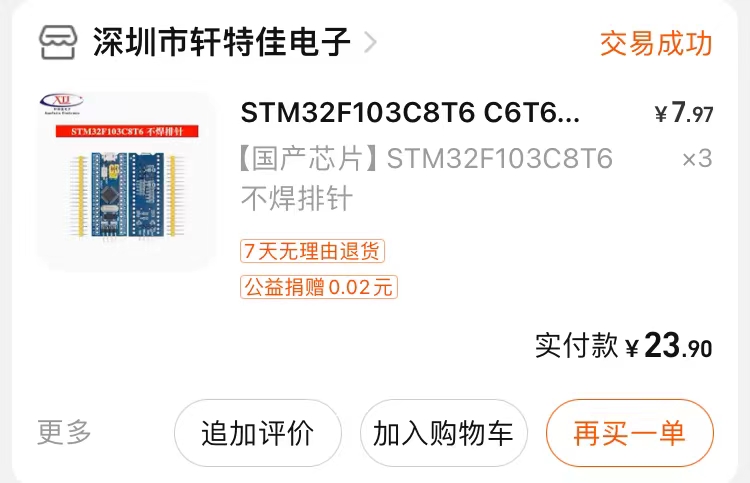 深圳市轩特佳电子
交易成功
XTJ
STM32F103C8T6 不焊排针
STM32F103C8T6 C6T6...
¥7.97
【国产芯片】STM32F103C8T6
×3
不焊排针
7天无理由退货
公益捐赠0.02元
实付款¥23.90
更多
追加评价
加入购物车
再买一单